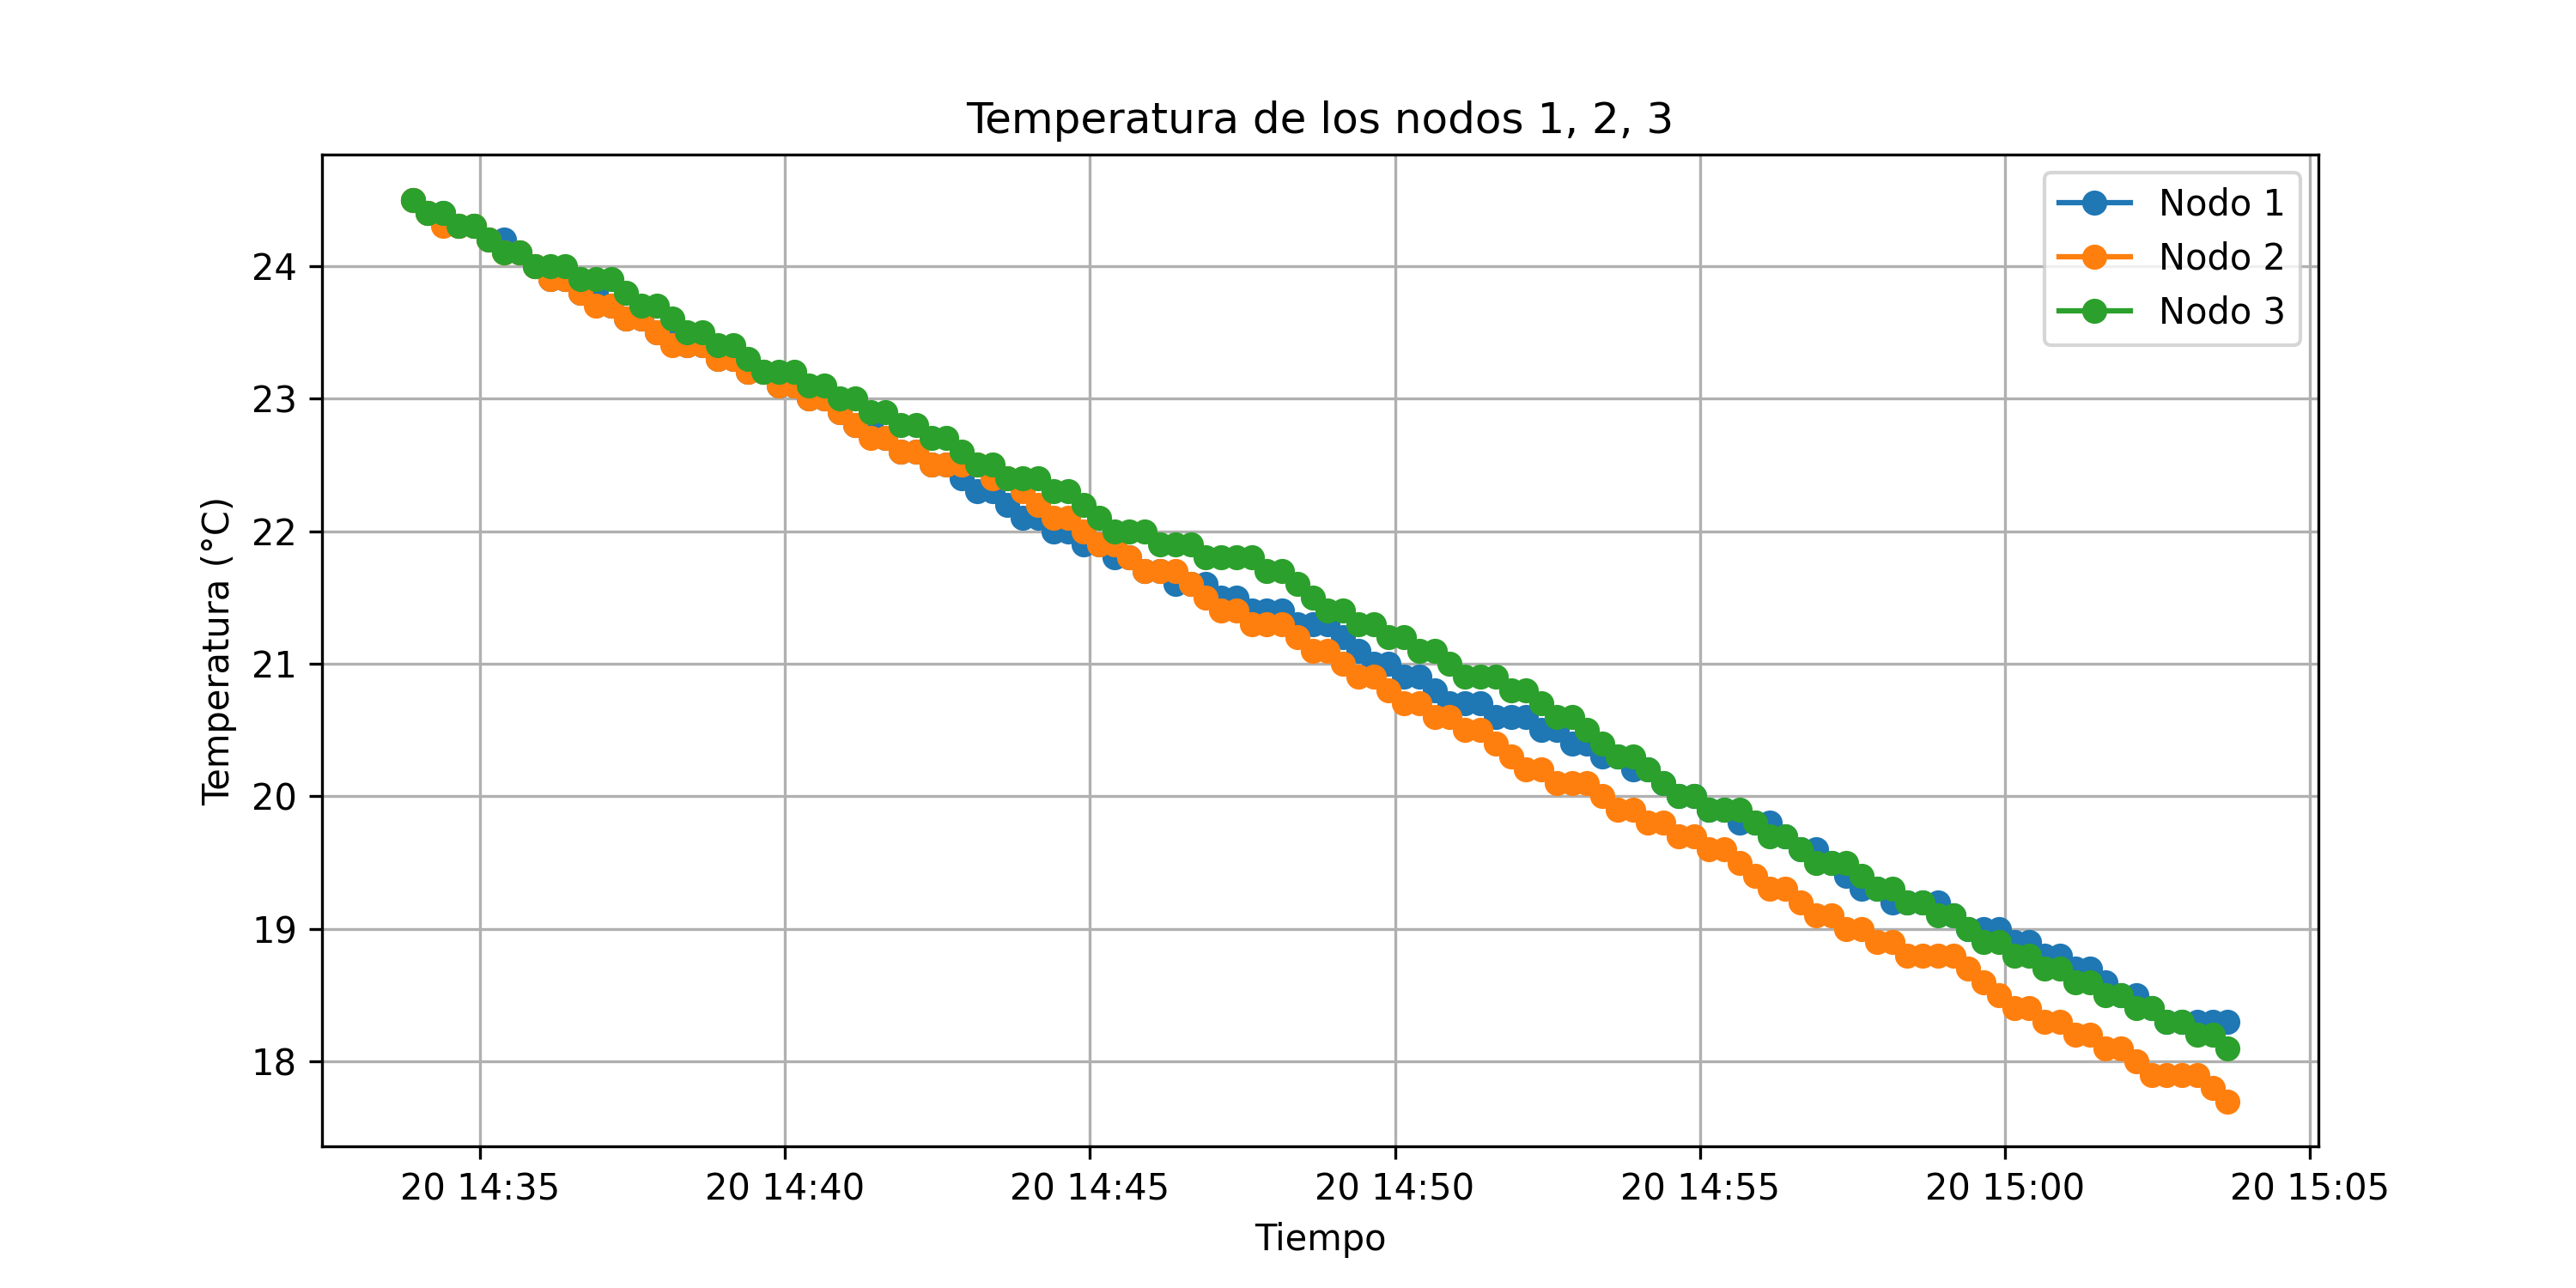 Temperatura de los nodos 1, 2, 3
Nodo 1
Nodo 2
Nodo 3
Temperatura (°C)
24
23
22
21
20
19
18
20 14:35
20 14:40
20 14:45
20 14:50
20 14:55
20 15:00
20 15:05
Tiempo